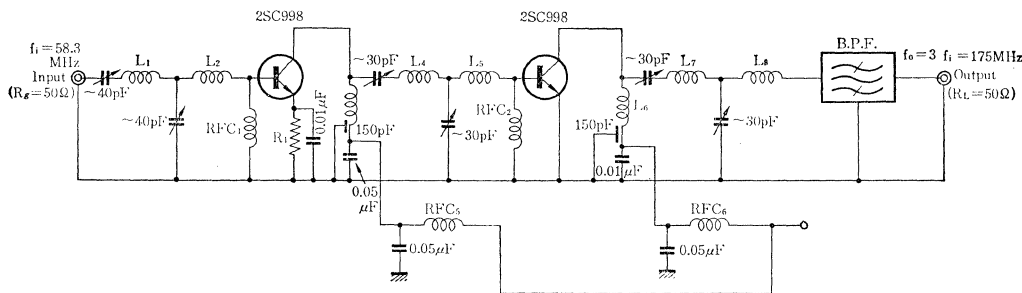 2SC998
2SC998
fi=58.3
MHz
Input
(Rg=50Ω)
~40pF
L₁
L₂
~40pF
RFC₁
R₁
0.01μF
150pF
0.05
μF
~30pF
L₄
L₅
~30pF
RFC₂
150pF
0.01μF
~30pF
L₆
L₇
L₈
~30pF
B.P.F.
fo=3 fi=175MHz
Output
(RL=50Ω)
RFC₅
0.05μF
RFC₆
0.05μF